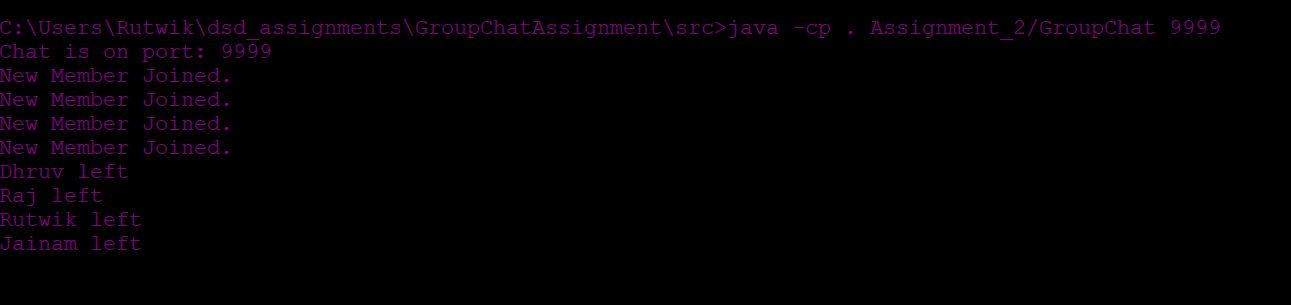 C:\Users\Rutwik\dsd_assignments\GroupChatAssignment\src>java -cp . Assignment_2/GroupChat 9999
Chat is on port: 9999
New Member Joined.
New Member Joined.
New Member Joined.
New Member Joined.
Dhruv left
Raj left
Rutwik left
Jainam left